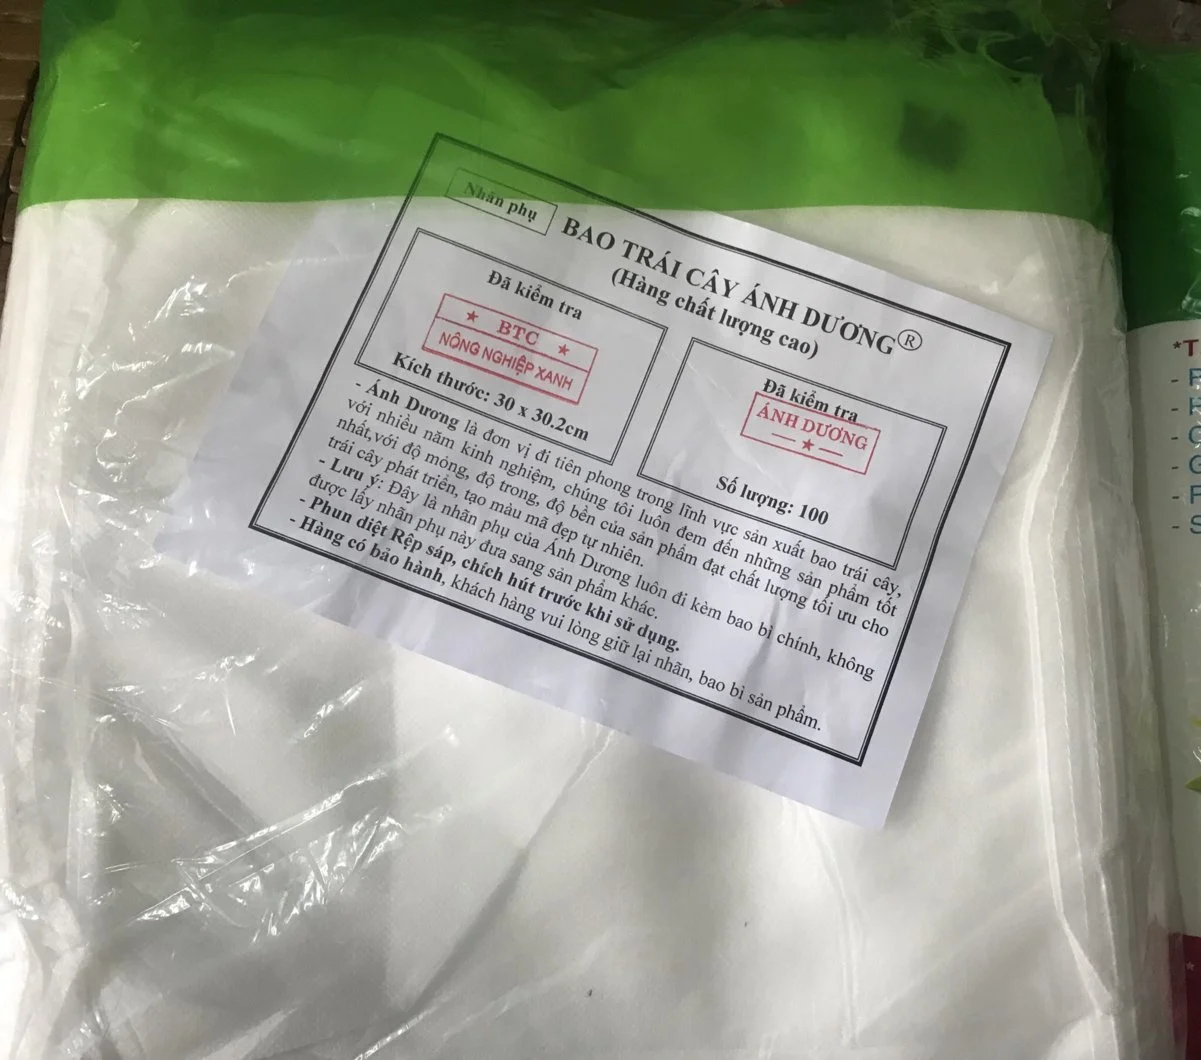 Nhãn phụ
BAO TRÁI CÂY ÁNH DƯƠNG®
(Hàng chất lượng cao)
Đã kiểm tra
★ BTC ★
NÔNG NGHIỆP XANH
Kích thước: 30 x 30,2cm
Đã kiểm tra
ÁNH DƯƠNG
★
Số lượng: 100
- Ánh Dương là đơn vị đi tiên phong trong lĩnh vực sản xuất bao trái cây,
với nhiều năm kinh nghiệm, chúng tôi luôn đem đến những sản phẩm tốt
nhất,với độ mỏng, độ trong, độ bền của sản phẩm đạt chất lượng tối ưu cho
trái cây phát triển, tạo màu mã đẹp tự nhiên.
- Lưu ý: Đây là nhãn phụ của Ánh Dương luôn đi kèm bao bì chính, không
được lấy nhãn phụ này đưa sang sản phẩm khác.
- Phun diệt Rệp sáp, chích hút trước khi sử dụng.
- Hàng có bảo hành, khách hàng vui lòng giữ lại nhãn, bao bì sản phẩm.